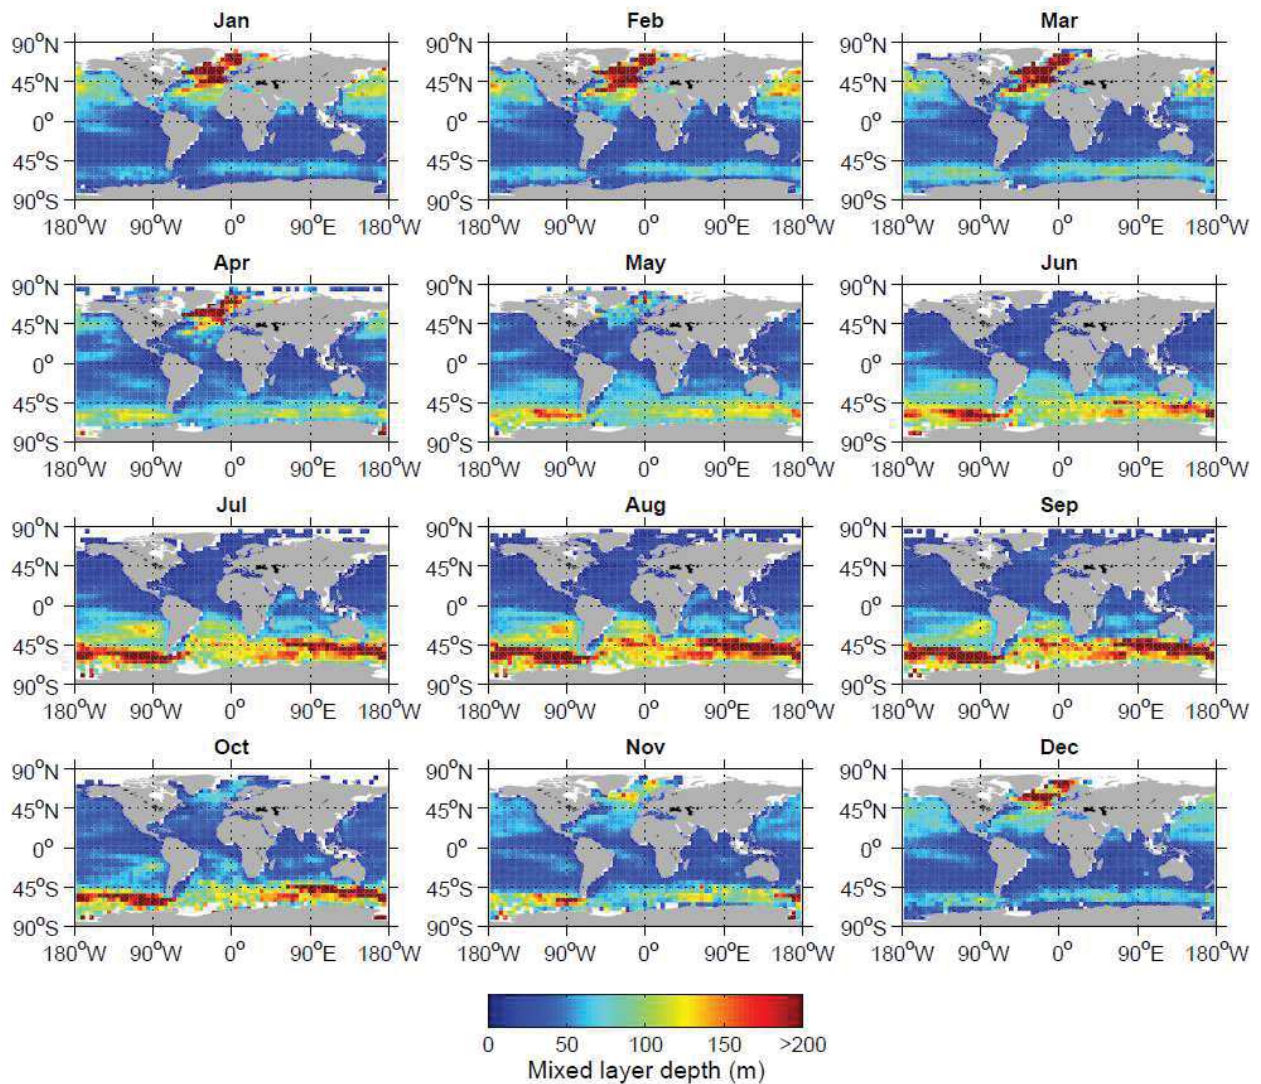 Jan Feb Mar
90°N 90°N 90°N
45°N 45°N 45°N
0° 0° 0°
45°S 45°S 45°S
90°S 90°S 90°S
180°W 90°W 0° 90°E 180°W 180°W 90°W 0° 90°E 180°W 180°W 90°W 0° 90°E 180°W
Apr May Jun
90°N 90°N 90°N
45°N 45°N 45°N
0° 0° 0°
45°S 45°S 45°S
90°S 90°S 90°S
180°W 90°W 0° 90°E 180°W 180°W 90°W 0° 90°E 180°W 180°W 90°W 0° 90°E 180°W
Jul Aug Sep
90°N 90°N 90°N
45°N 45°N 45°N
0° 0° 0°
45°S 45°S 45°S
90°S 90°S 90°S
180°W 90°W 0° 90°E 180°W 180°W 90°W 0° 90°E 180°W 180°W 90°W 0° 90°E 180°W
Oct Nov Dec
90°N 90°N 90°N
45°N 45°N 45°N
0° 0° 0°
45°S 45°S 45°S
90°S 90°S 90°S
180°W 90°W 0° 90°E 180°W 180°W 90°W 0° 90°E 180°W 180°W 90°W 0° 90°E 180°W
0 50 100 150 >200
Mixed layer depth (m)